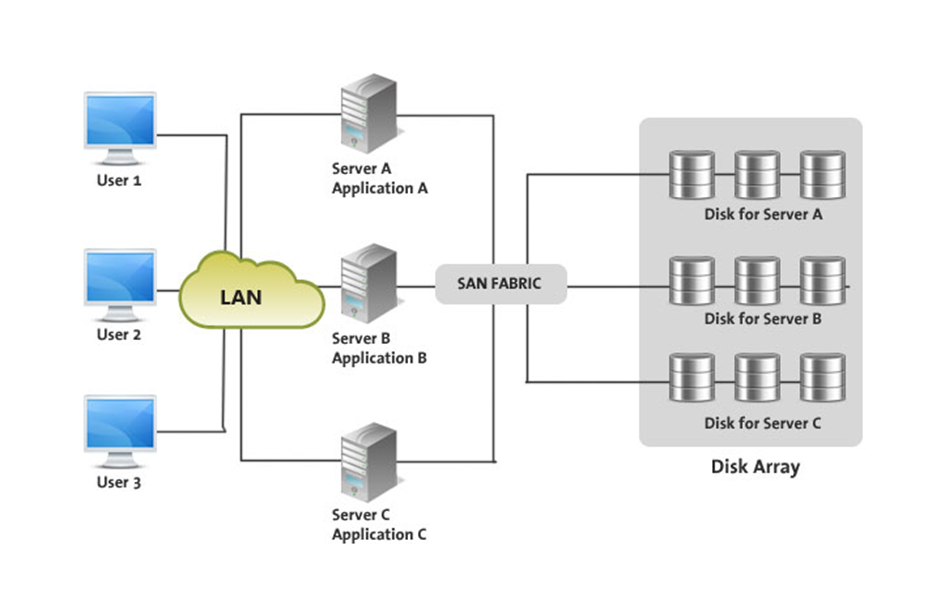 User 1
User 2
User 3
LAN
Server A
Application A
Server B
Application B
Server C
Application C
SAN FABRIC
Disk for Server A
Disk for Server B
Disk for Server C
Disk Array